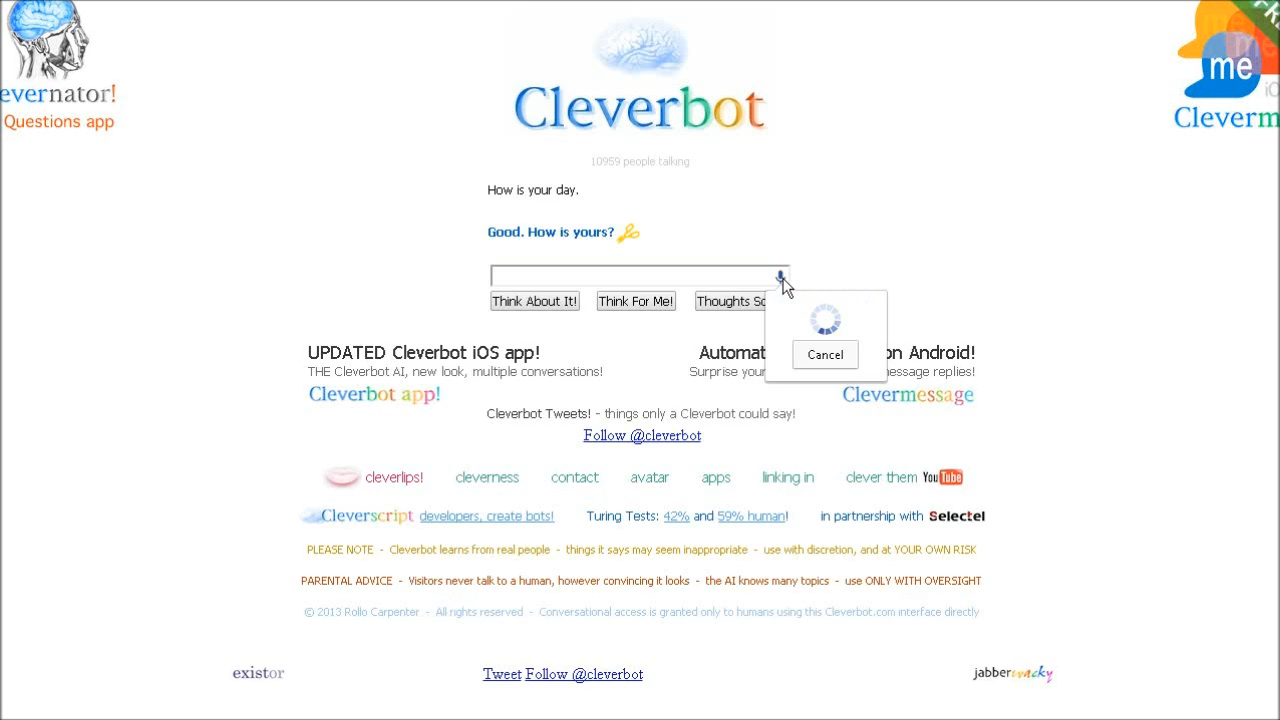 evernator!
Questions app
me
Cleverm
Cleverbot
10959 people talking
How is your day.
Good. How is yours?
Think About It! Think For Me! Thoughts So
Cancel
UPDATED Cleverbot iOS app!
THE Cleverbot AI, new look, multiple conversations!
Cleverbot app!
Automat on Android!
Surprise your message replies!
Clevermessage
Cleverbot Tweets! - things only a Cleverbot could say!
Follow @cleverbot
cleverlips! cleverness contact avatar apps linking in clever them YouTube
Cleverscript developers, create bots! Turing Tests: 42% and 59% human! in partnership with Selectel
PLEASE NOTE - Cleverbot learns from real people - things it says may seem inappropriate - use with discretion, and at YOUR OWN RISK
PARENTAL ADVICE - Visitors never talk to a human, however convincing it looks - the AI knows many topics - use ONLY WITH OVERSIGHT
© 2013 Rollo Carpenter - All rights reserved - Conversational access is granted only to humans using this Cleverbot.com interface directly
existor Tweet Follow @cleverbot jabberwacky